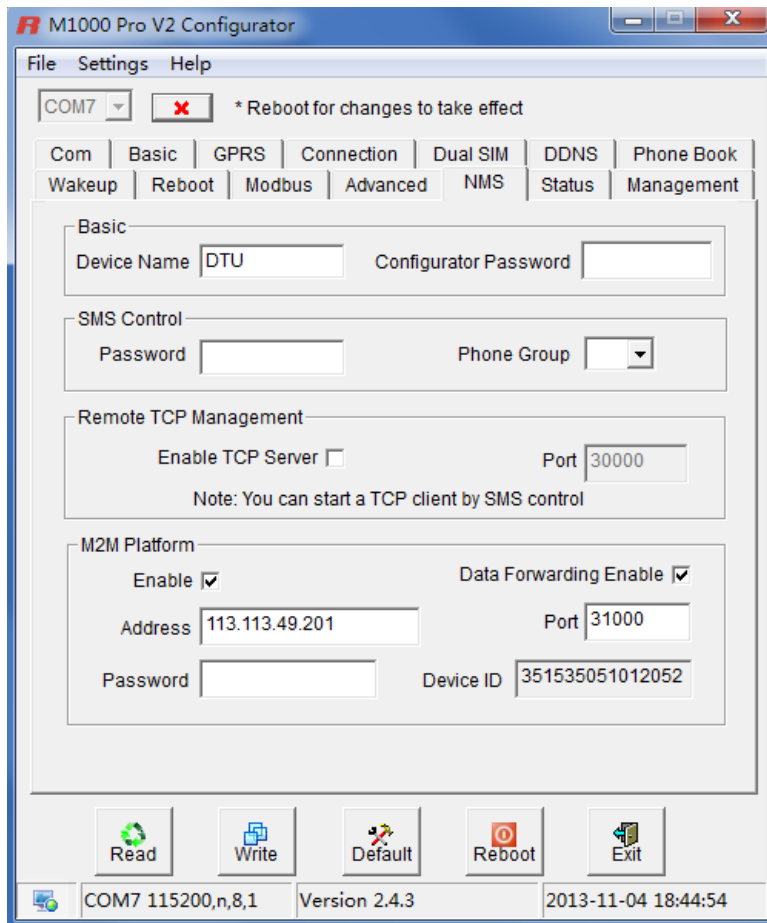 M1000 Pro V2 Configurator
File Settings Help
COM7 * Reboot for changes to take effect
Com Basic GPRS Connection Dual SIM DDNS Phone Book
Wakeup Reboot Modbus Advanced NMS Status Management
Basic
Device Name DTU Configurator Password
SMS Control
Password Phone Group
Remote TCP Management
Enable TCP Server Port 30000
Note: You can start a TCP client by SMS control
M2M Platform
Enable Data Forwarding Enable
Address 113.113.49.201 Port 31000
Password Device ID 351535051012052
Read Write Default Reboot Exit
COM7 115200,n,8,1 Version 2.4.3 2013-11-04 18:44:54